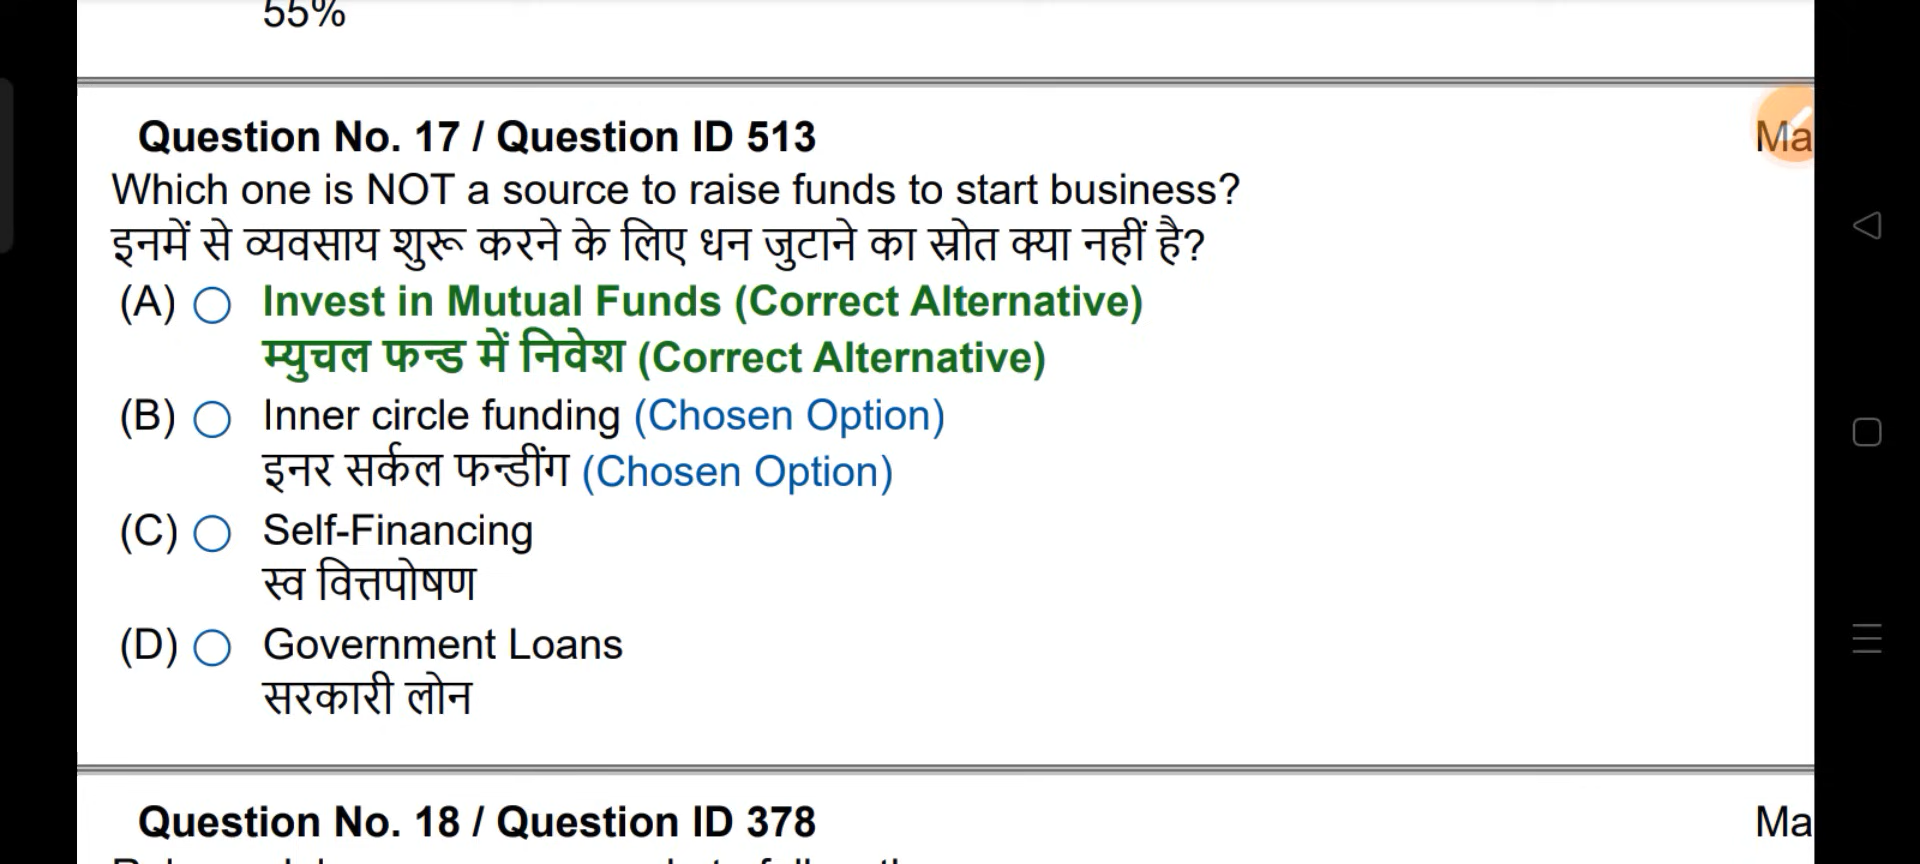 55%
Question No. 17 / Question ID 513
Ma
Which one is NOT a source to raise funds to start business?
इनमें से व्यवसाय शुरू करने के लिए धन जुटाने का स्रोत क्या नहीं है?
(A) Invest in Mutual Funds (Correct Alternative)
म्युचल फन्ड में निवेश (Correct Alternative)
(B) Inner circle funding (Chosen Option)
इनर सर्कल फन्डींग (Chosen Option)
(C) Self-Financing
स्व वित्तपोषण
(D) Government Loans
सरकारी लोन
Question No. 18 / Question ID 378
Ma